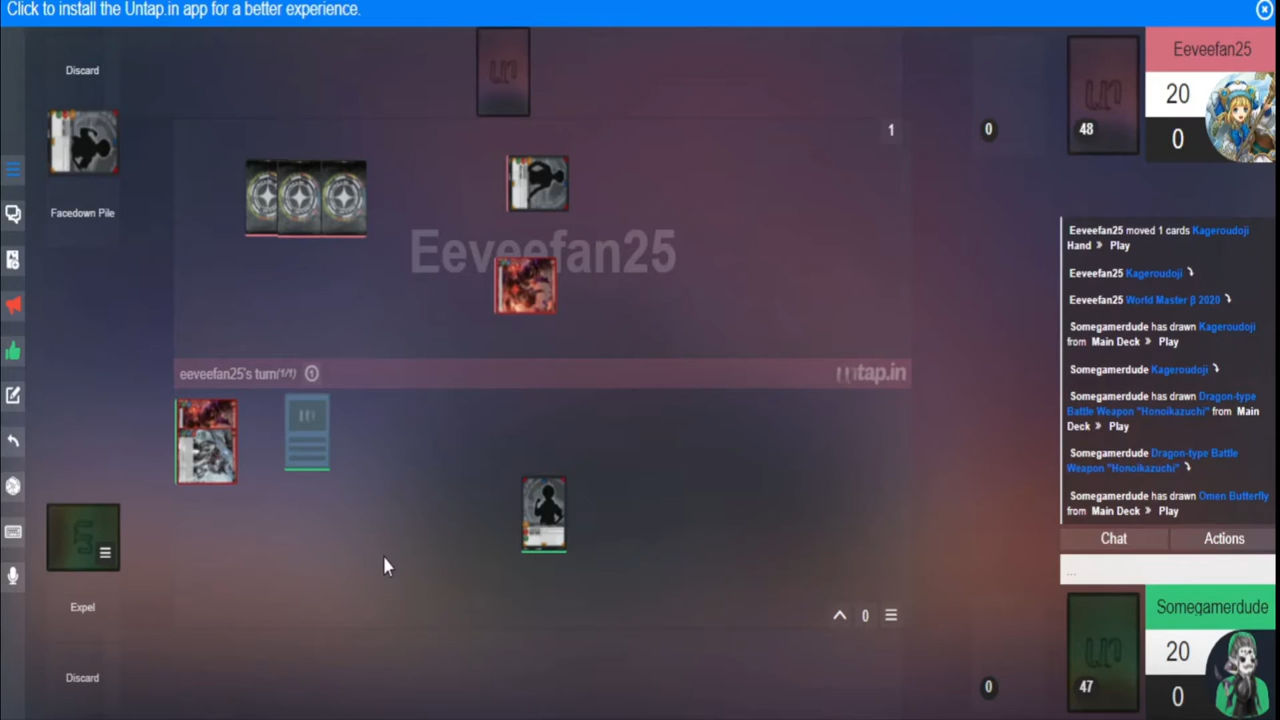 Click to install the Untap.in app for a better experience.
Discard
Facedown Pile
Eeveefan25
20
0
48
0
1
Eeveefan25
Eeveefan25 moved 1 cards Kageroudoji
Hand » Play
Eeveefan25 Kageroudoji
Eeveefan25 World Master β 2020
Somegamerdude has drawn Kageroudoji
from Main Deck » Play
Somegamerdude Kageroudoji
Somegamerdude has drawn Dragon-type
Battle Weapon "Honoikazuchi" from Main
Deck » Play
Somegamerdude Dragon-type Battle
Weapon "Honoikazuchi"
Somegamerdude has drawn Omen Butterfly
from Main Deck » Play
Chat
Actions
...
eeveefan25's turn(1/1) 1
untap.in
Expel
Discard
0
0
47
Somegamerdude
20
0